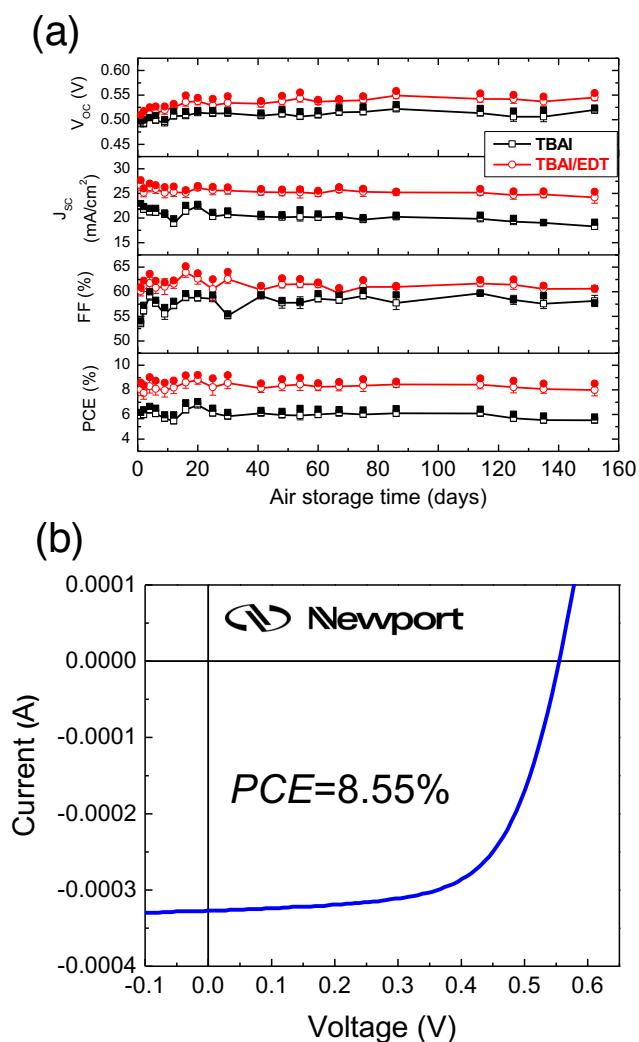 (a)
0.60
0.55
0.50
0.45
V_OC (V)
TBAI
TBAI/EDT
30
25
20
15
J_SC
(mA/cm²)
65
60
55
50
FF (%)
10
8
6
4
PCE (%)
0 20 40 60 80 100 120 140 160
Air storage time (days)
(b)
0.0001
0.0000
-0.0001
-0.0002
-0.0003
-0.0004
Current (A)
Newport
PCE=8.55%
-0.1 0.0 0.1 0.2 0.3 0.4 0.5 0.6
Voltage (V)